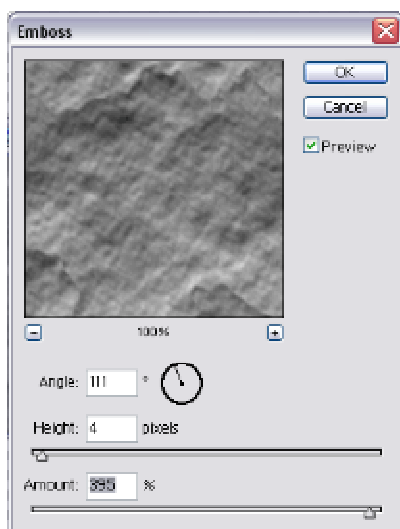 Emboss
OK
Cancel
Preview
100%
Angle: 111 °
Height: 4 pixels
Amount: 395 %